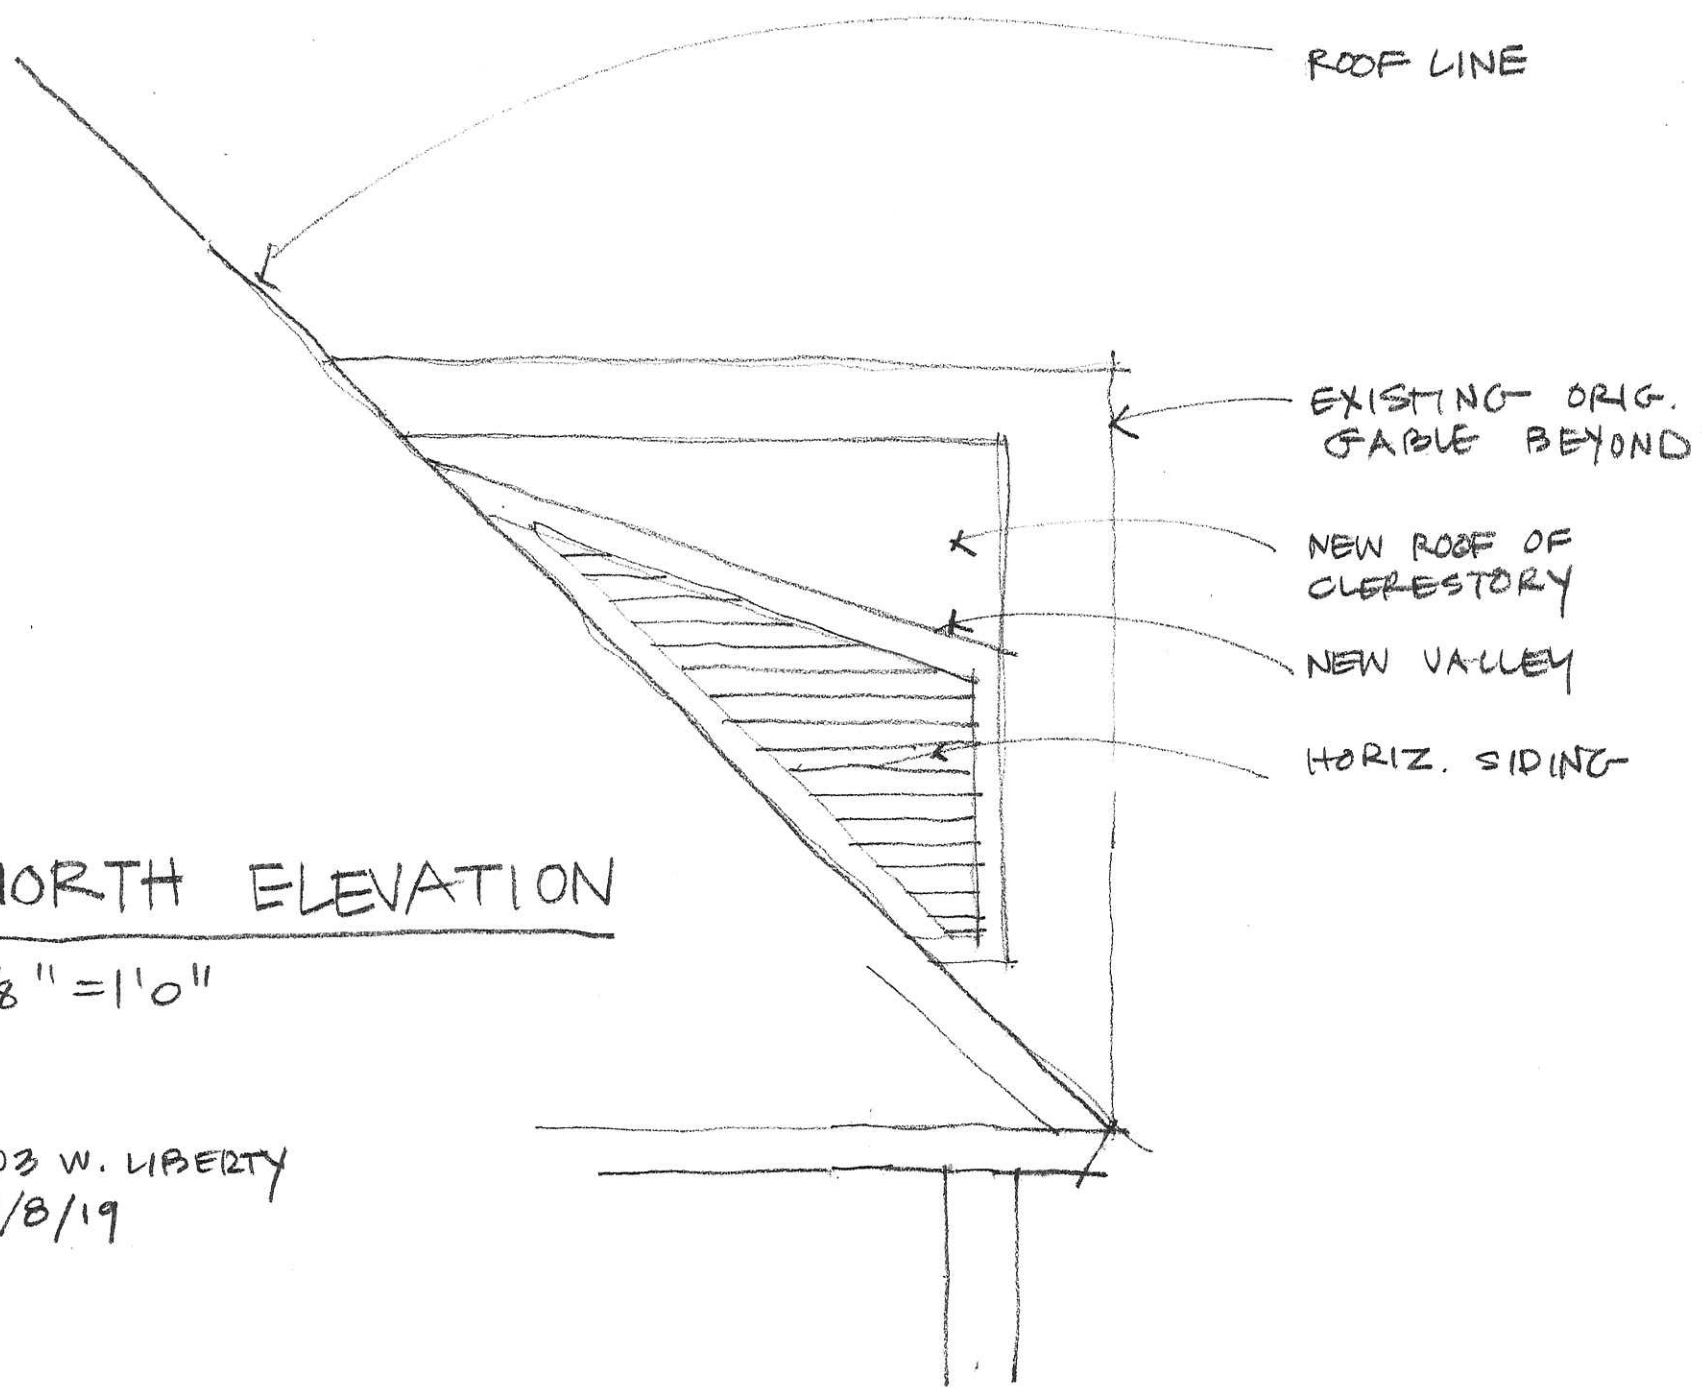 ROOF LINE
EXISTING ORIG.
GABLE BEYOND
NEW ROOF OF
CLERESTORY
NEW VALLEY
HORIZ. SIDING
NORTH ELEVATION
8" = 1'0"
03 W. LIBERTY
/8/19